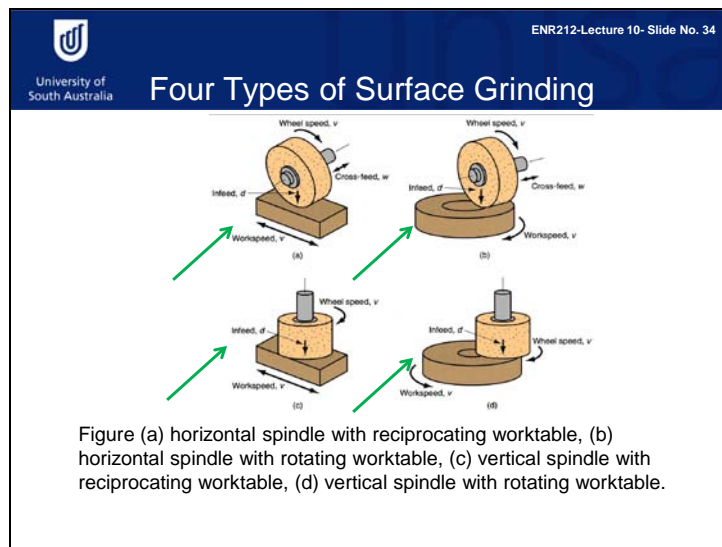 ENR212-Lecture 10- Slide No. 34
University of
South Australia
Four Types of Surface Grinding
Wheel speed, v
Cross-feed, w
Infeed, d
Workspeed, v
(a)
Wheel speed, v
Cross-feed, w
Infeed, d
Workspeed, v
(b)
Wheel speed, v
Infeed, d
Workspeed, v
(c)
Infeed, d
Wheel speed, v
Workspeed, v
(d)
Figure (a) horizontal spindle with reciprocating worktable, (b)
horizontal spindle with rotating worktable, (c) vertical spindle with
reciprocating worktable, (d) vertical spindle with rotating worktable.